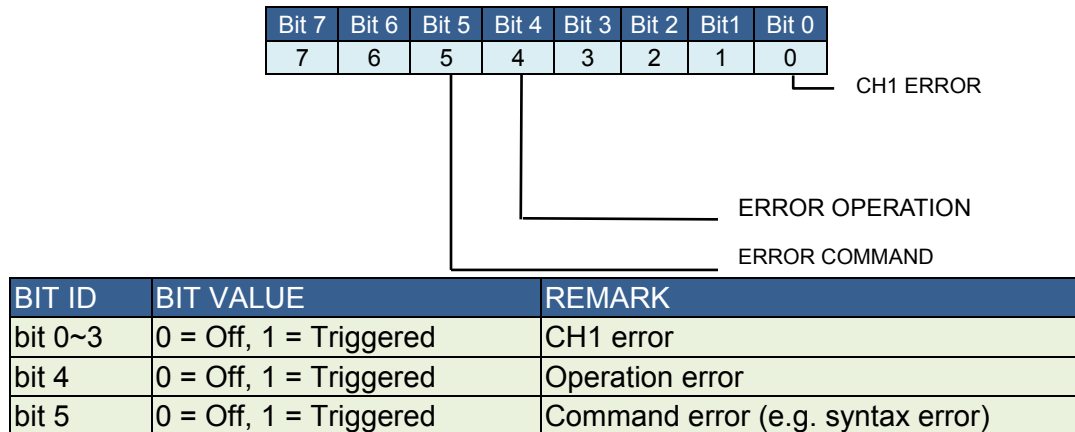 Bit 7 Bit 6 Bit 5 Bit 4 Bit 3 Bit 2 Bit1 Bit 0
7 6 5 4 3 2 1 0
CH1 ERROR
ERROR OPERATION
ERROR COMMAND
BIT ID BIT VALUE REMARK
bit 0~3 0 = Off, 1 = Triggered CH1 error
bit 4 0 = Off, 1 = Triggered Operation error
bit 5 0 = Off, 1 = Triggered Command error (e.g. syntax error)